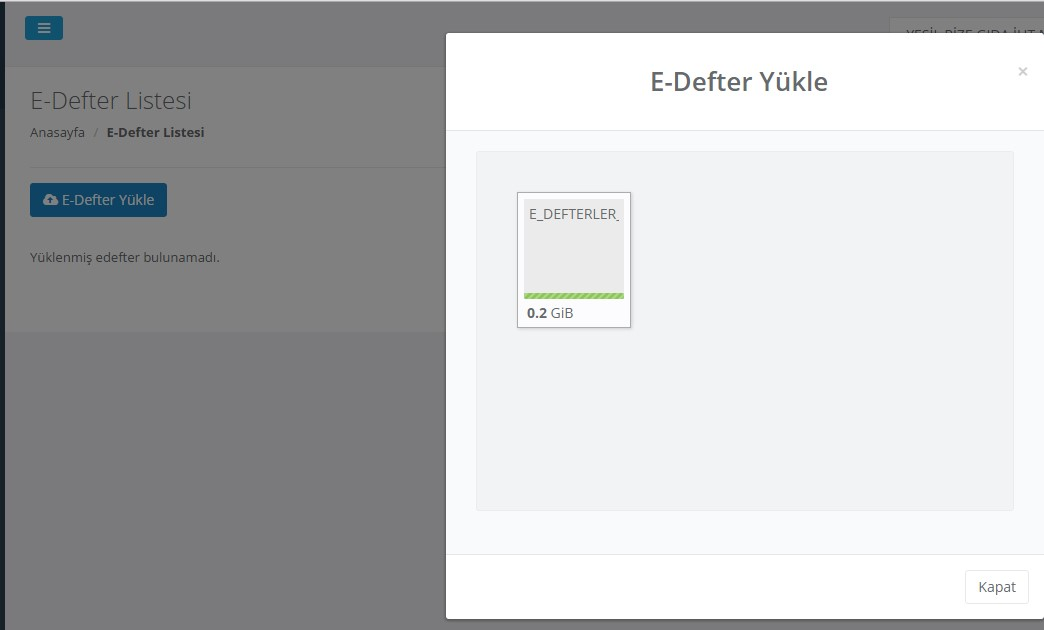 E-Defter Listesi
Anasayfa / E-Defter Listesi
E-Defter Yükle
Yüklenmiş edefter bulunamadı.
E-Defter Yükle
×
E_DEFTERLER_
0.2 GiB
Kapat